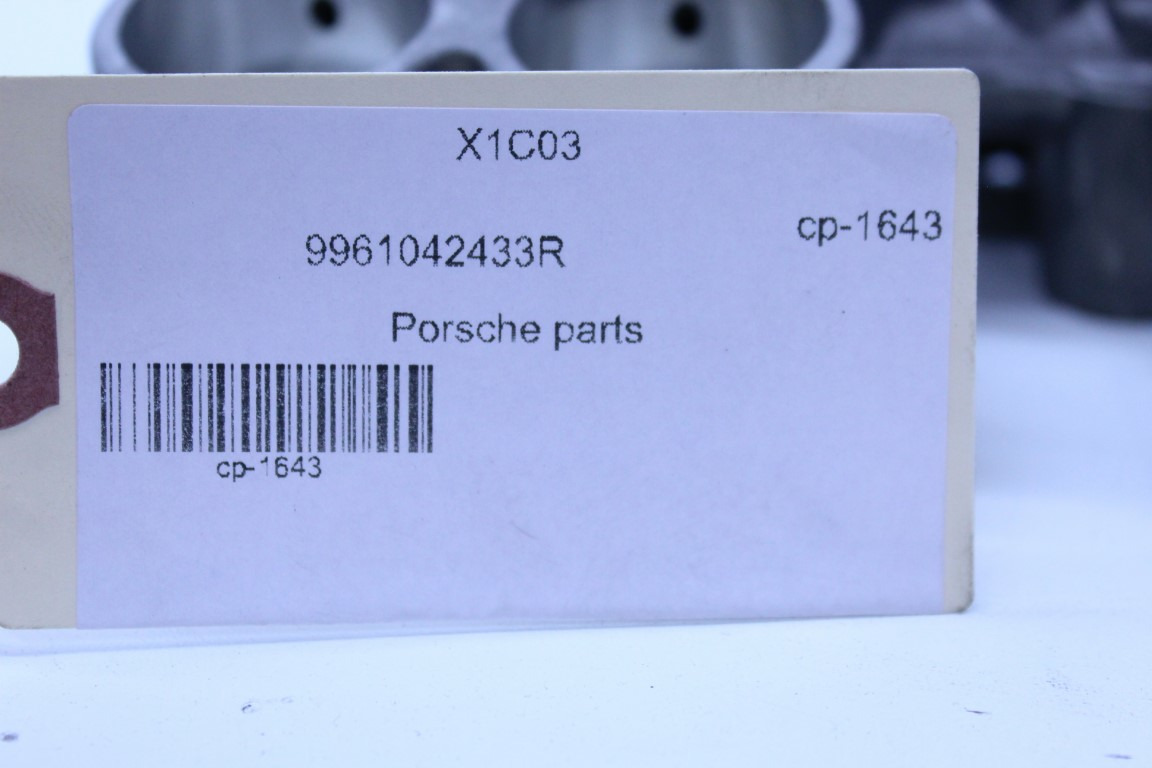 X1C03
cp-1643
9961042433R
Porsche parts
cp-1643